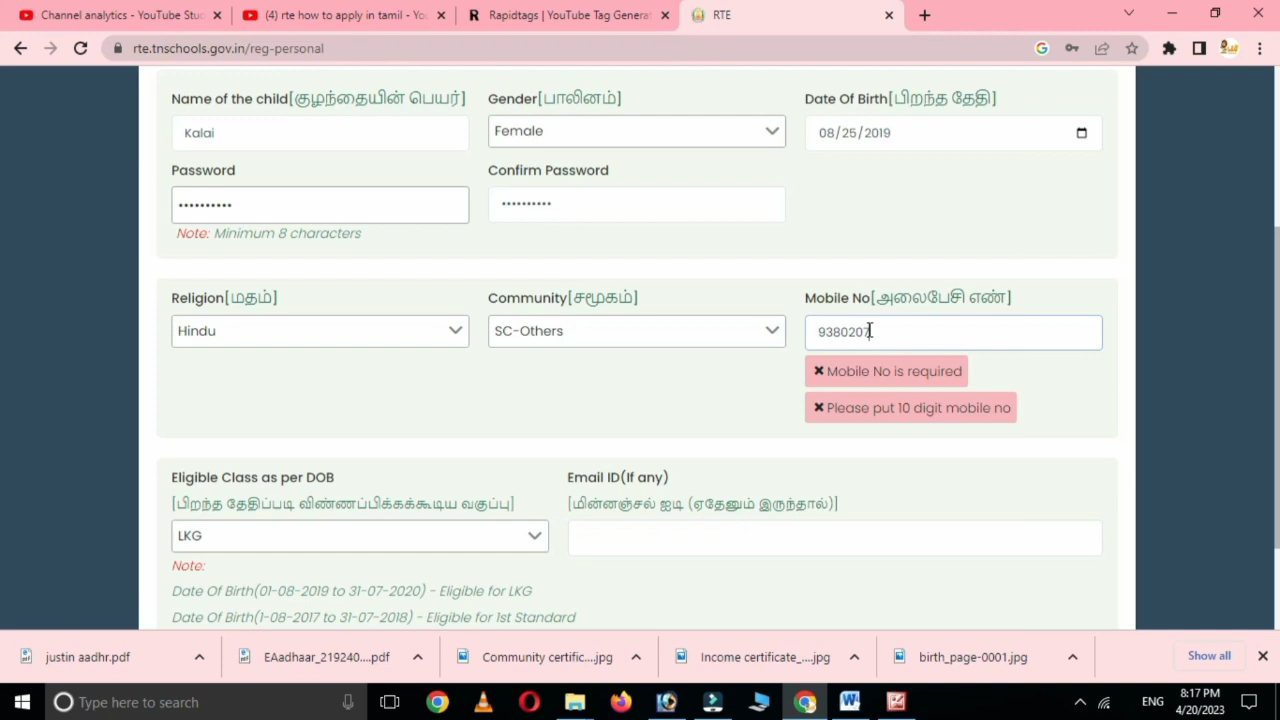 Channel analytics - YouTube Stu
(4) rte how to apply in tamil - Yo
Rapidtags | YouTube Tag Genera
RTE
rte.tnschools.gov.in/reg-personal
Name of the child[குழந்தையின் பெயர்]
Gender[பாலினம்]
Date Of Birth[பிறந்த தேதி]
Kalai
Female
08/25/2019
Password
Confirm Password
••••••••••
••••••••••
Note: Minimum 8 characters
Religion[மதம்]
Community[சமூகம்]
Mobile No[அலைபேசி எண்]
Hindu
SC-Others
9380207
✖ Mobile No is required
✖ Please put 10 digit mobile no
Eligible Class as per DOB
Email ID(If any)
[பிறந்த தேதிப்படி விண்ணப்பிக்கக்கூடிய வகுப்பு]
[மின்னஞ்சல் ஐடி (ஏதேனும் இருந்தால்)]
LKG
Note:
Date Of Birth(01-08-2019 to 31-07-2020) - Eligible for LKG
Date Of Birth(1-08-2017 to 31-07-2018) - Eligible for 1st Standard
justin aadhr.pdf
EAadhaar_219240....pdf
Community certific....jpg
Income certificate_....jpg
birth_page-0001.jpg
Show all
Type here to search
ENG
8:17 PM
4/20/2023